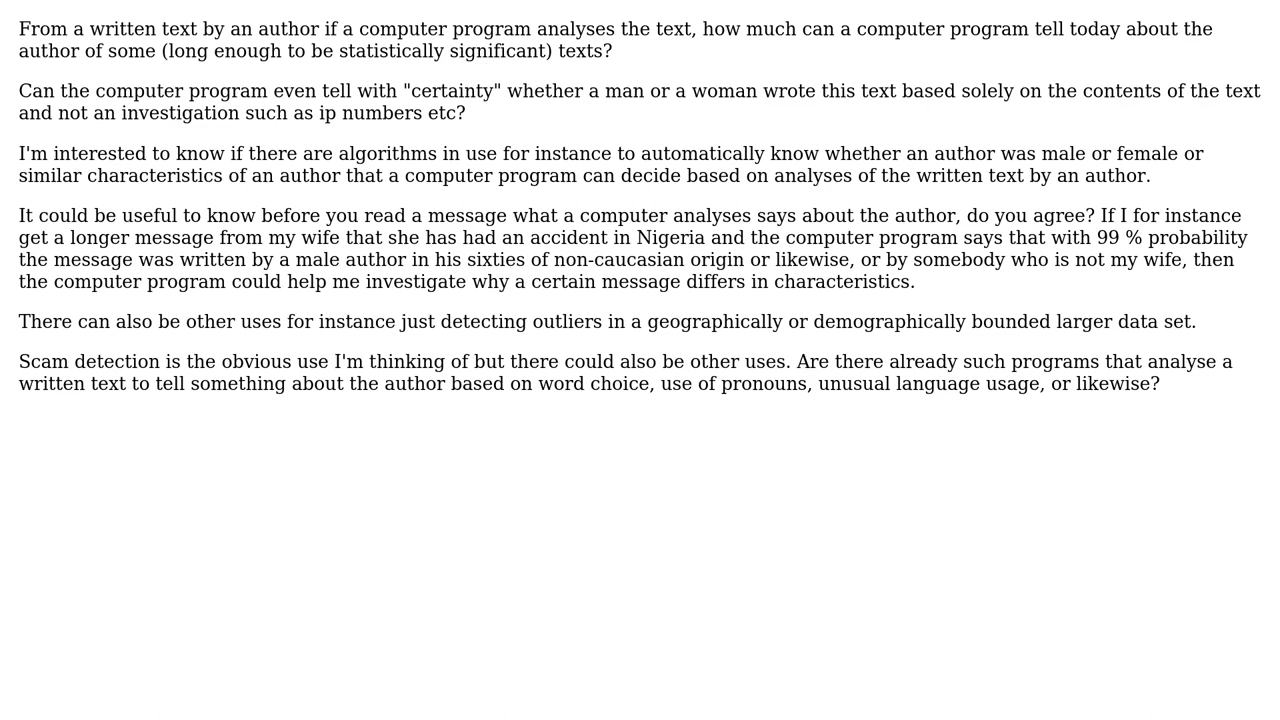 From a written text by an author if a computer program analyses the text, how much can a computer program tell today about the
author of some (long enough to be statistically significant) texts?
Can the computer program even tell with "certainty" whether a man or a woman wrote this text based solely on the contents of the text
and not an investigation such as ip numbers etc?
I'm interested to know if there are algorithms in use for instance to automatically know whether an author was male or female or
similar characteristics of an author that a computer program can decide based on analyses of the written text by an author.
It could be useful to know before you read a message what a computer analyses says about the author, do you agree? If I for instance
get a longer message from my wife that she has had an accident in Nigeria and the computer program says that with 99 % probability
the message was written by a male author in his sixties of non-caucasian origin or likewise, or by somebody who is not my wife, then
the computer program could help me investigate why a certain message differs in characteristics.
There can also be other uses for instance just detecting outliers in a geographically or demographically bounded larger data set.
Scam detection is the obvious use I'm thinking of but there could also be other uses. Are there already such programs that analyse a
written text to tell something about the author based on word choice, use of pronouns, unusual language usage, or likewise?